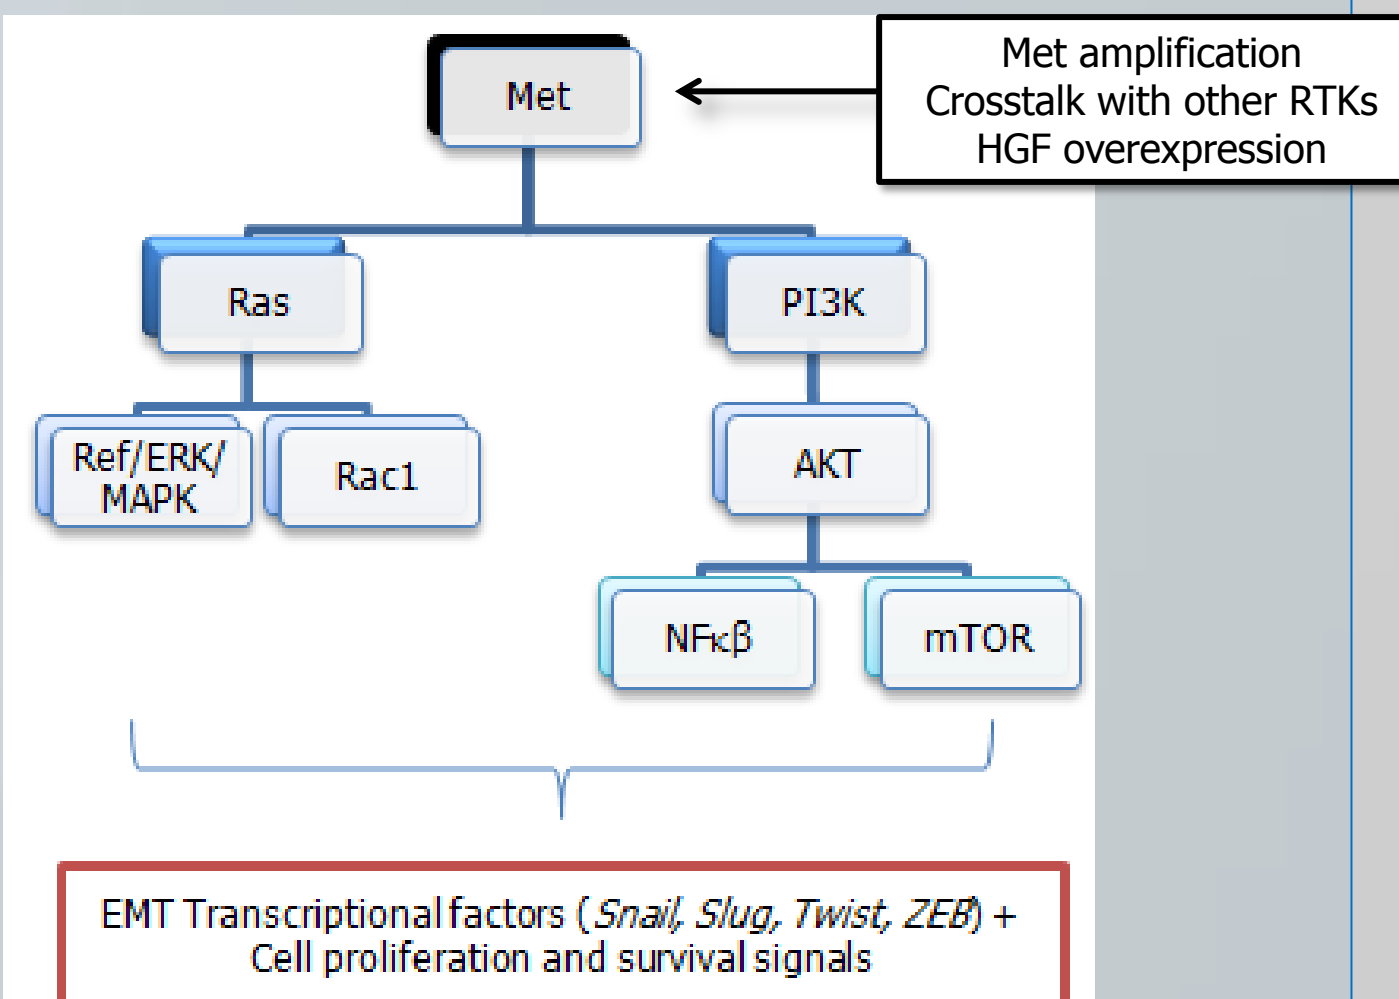 Met
Met amplification
Crosstalk with other RTKs
HGF overexpression
Ras
PI3K
Ref/ERK/
MAPK
Rac1
AKT
NFκβ
mTOR
EMT Transcriptional factors (Snail, Slug, Twist, ZEB) +
Cell proliferation and survival signals